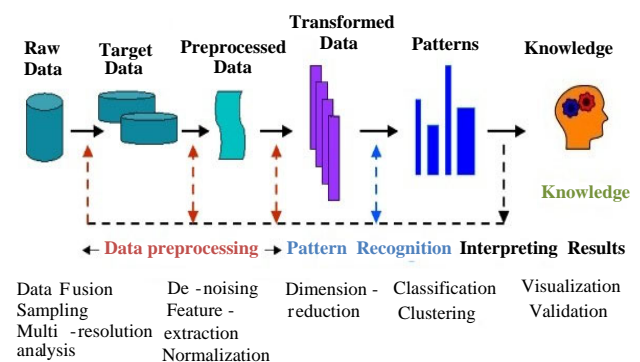 Raw
Data
Target
Data
Preprocessed
Data
Transformed
Data
Patterns
Knowledge
Knowledge
Data preprocessing
Pattern Recognition
Interpreting Results
Data Fusion
Sampling
Multi -resolution
analysis
De -noising
Feature -
extraction
Normalization
Dimension -
reduction
Classification
Clustering
Visualization
Validation